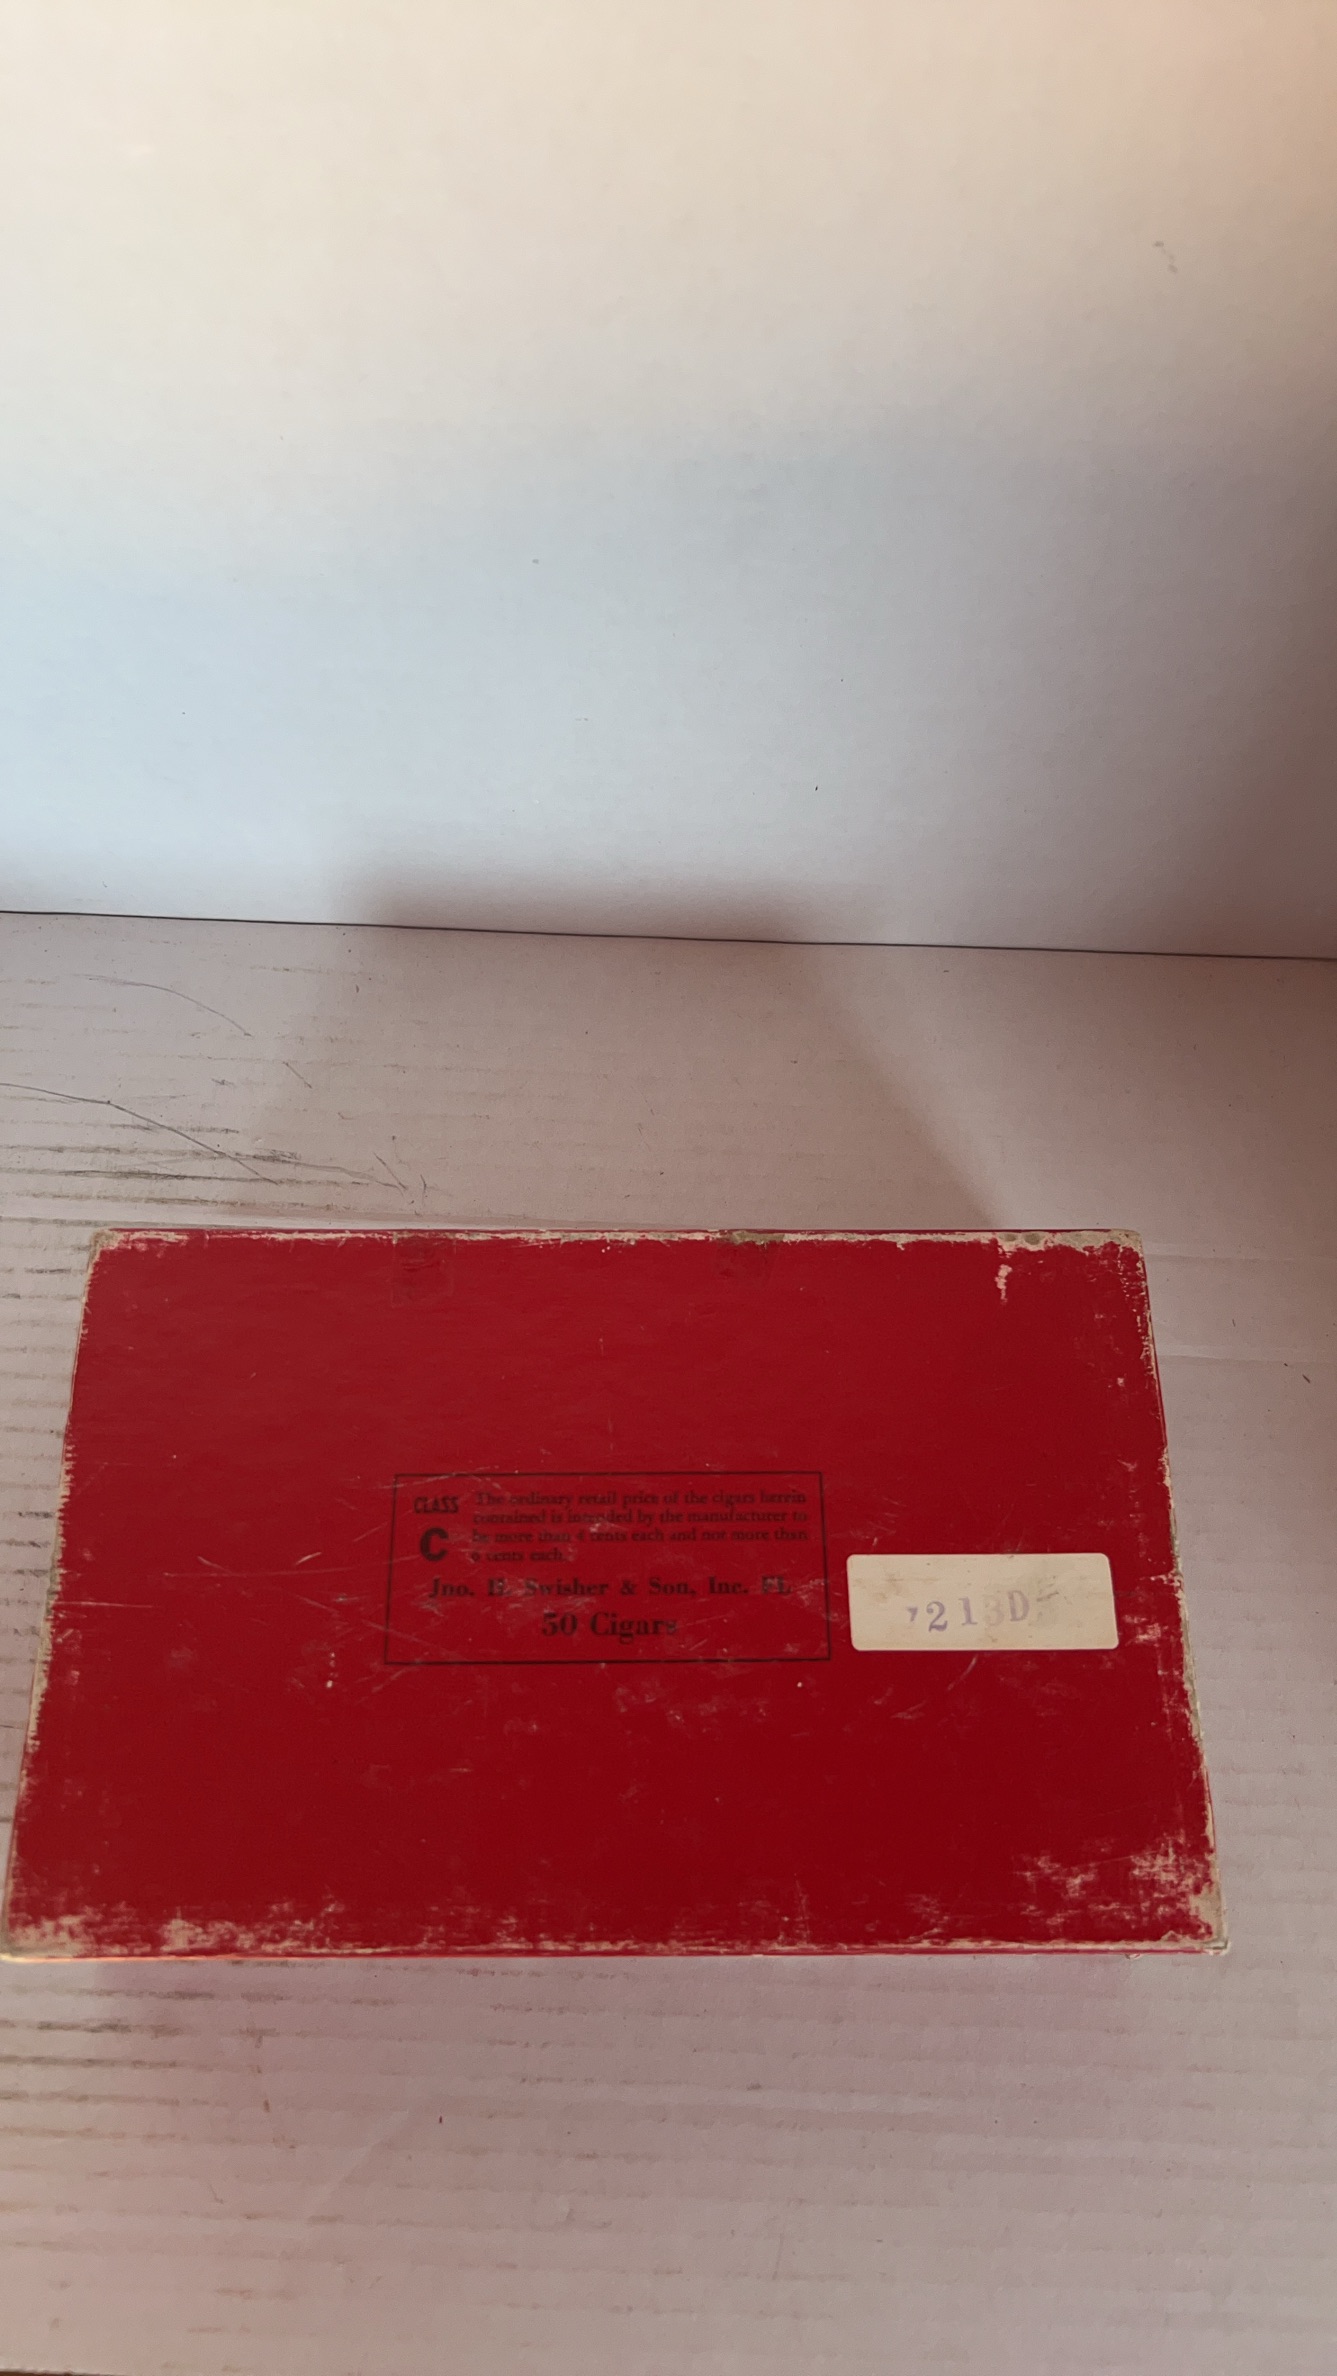 CLASS
C
The ordinary retail price of the cigars herein
contained is intended by the manufacturer to
be more than 4 cents each and not more than
6 cents each.
Jno. H. Swisher & Son, Inc. FL
50 Cigars
213D